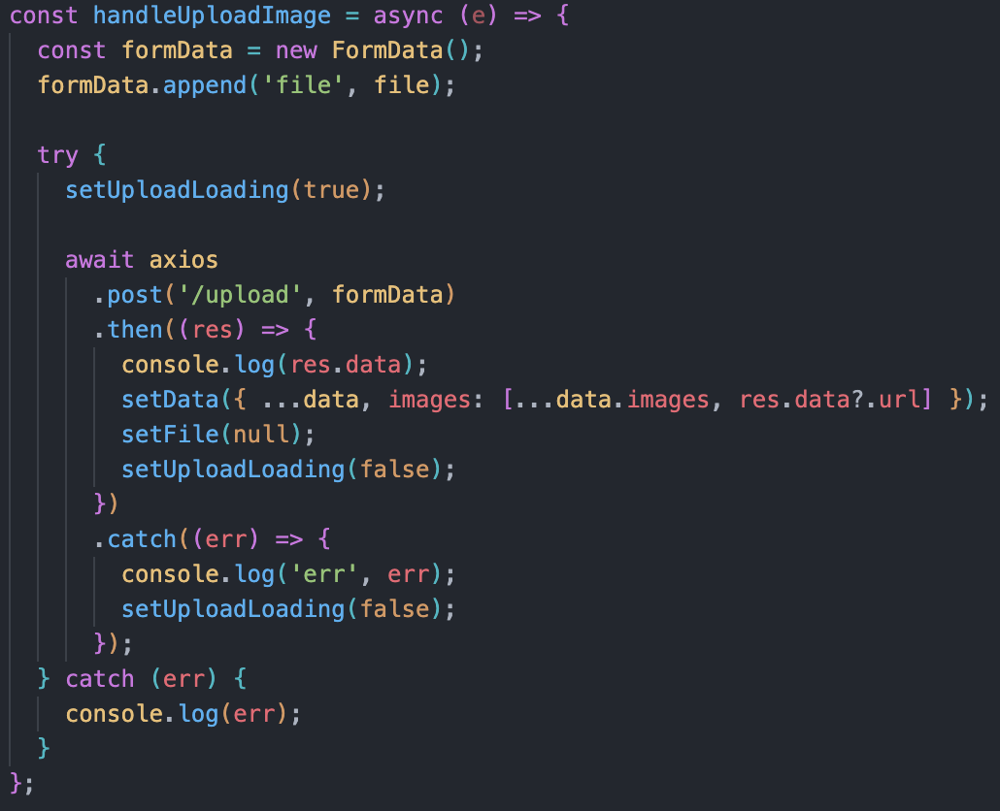 const handleUploadImage = async (e) => {
  const formData = new FormData();
  formData.append('file', file);

  try {
    setUploadLoading(true);

    await axios
      .post('/upload', formData)
      .then((res) => {
        console.log(res.data);
        setData({ ...data, images: [...data.images, res.data?.url] });
        setFile(null);
        setUploadLoading(false);
      })
      .catch((err) => {
        console.log('err', err);
        setUploadLoading(false);
      });
  } catch (err) {
    console.log(err);
  }
};